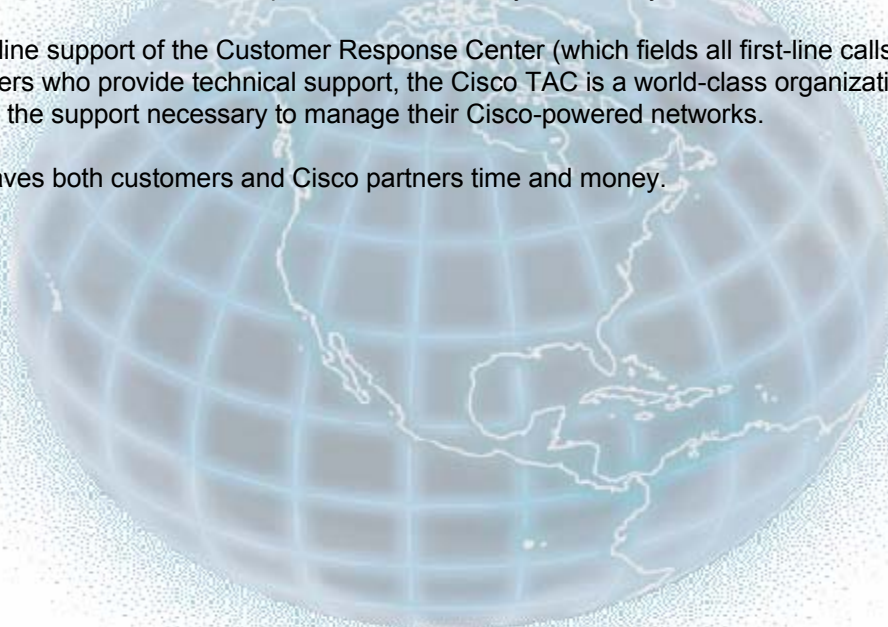 line support of the Customer Response Center (which fields all first-line calls
ers who provide technical support, the Cisco TAC is a world-class organizati
the support necessary to manage their Cisco-powered networks.
aves both customers and Cisco partners time and money.